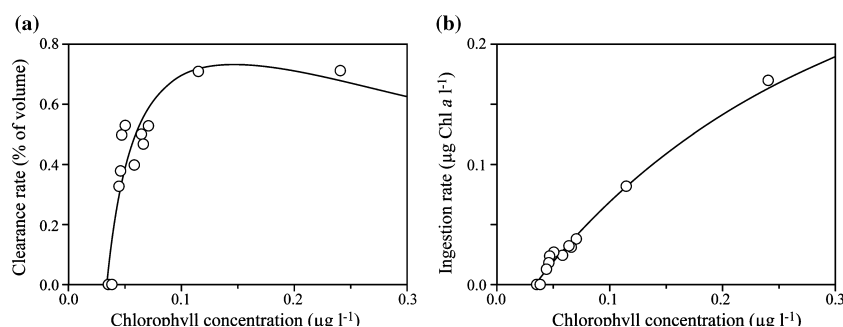 (a)
0.8
0.6
0.4
0.2
0.0
Clearance rate (% of volume)
0.0 0.1 0.2 0.3
Chlorophyll concentration (µg l-1)
(b)
0.2
0.1
0.0
Ingestion rate (µg Chl a l-1)
0.0 0.1 0.2 0.3
Chlorophyll concentration (µg l-1)